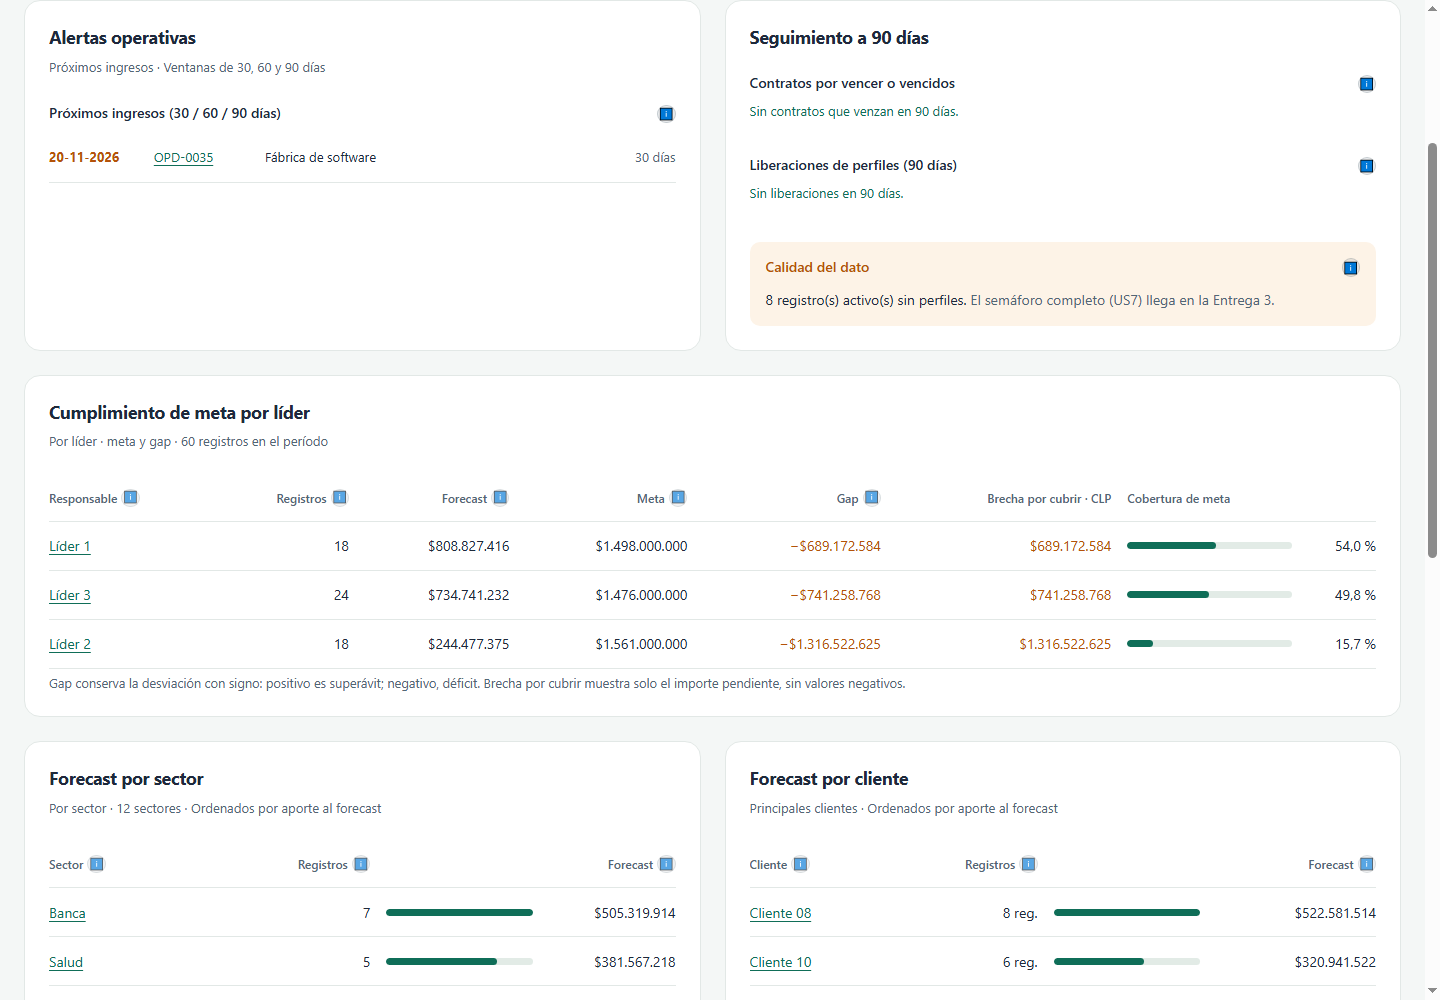 Alertas operativas
Próximos ingresos · Ventanas de 30, 60 y 90 días
Próximos ingresos (30 / 60 / 90 días)
20-11-2026 OPD-0035 Fábrica de software 30 días
Seguimiento a 90 días
Contratos por vencer o vencidos
Sin contratos que venzan en 90 días.
Liberaciones de perfiles (90 días)
Sin liberaciones en 90 días.
Calidad del dato
8 registro(s) activo(s) sin perfiles. El semáforo completo (US7) llega en la Entrega 3.
Cumplimiento de meta por líder
Por líder · meta y gap · 60 registros en el período
Responsable Registros Forecast Meta Gap Brecha por cubrir · CLP Cobertura de meta
Líder 1 18 $808.827.416 $1.498.000.000 −$689.172.584 $689.172.584 54,0 %
Líder 3 24 $734.741.232 $1.476.000.000 −$741.258.768 $741.258.768 49,8 %
Líder 2 18 $244.477.375 $1.561.000.000 −$1.316.522.625 $1.316.522.625 15,7 %
Gap conserva la desviación con signo: positivo es superávit; negativo, déficit. Brecha por cubrir muestra solo el importe pendiente, sin valores negativos.
Forecast por sector
Por sector · 12 sectores · Ordenados por aporte al forecast
Sector Registros Forecast
Banca 7 $505.319.914
Salud 5 $381.567.218
Forecast por cliente
Principales clientes · Ordenados por aporte al forecast
Cliente Registros Forecast
Cliente 08 8 reg. $522.581.514
Cliente 10 6 reg. $320.941.522